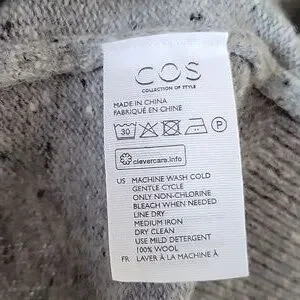 COS
COLLECTION OF STYLE
MADE IN CHINA
FABRIQUÉ EN CHINE
30
P
clevercare.info
US MACHINE WASH COLD
GENTLE CYCLE
ONLY NON-CHLORINE
BLEACH WHEN NEEDED
LINE DRY
MEDIUM IRON
DRY CLEAN
USE MILD DETERGENT
100% WOOL
FR LAVER À LA MACHINE À